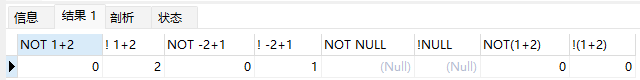 信息 结果 1 剖析 状态
NOT 1+2 ! 1+2 NOT -2+1 ! -2+1 NOT NULL !NULL NOT(1+2) !(1+2)
0 2 0 1 (Null) (Null) 0 0